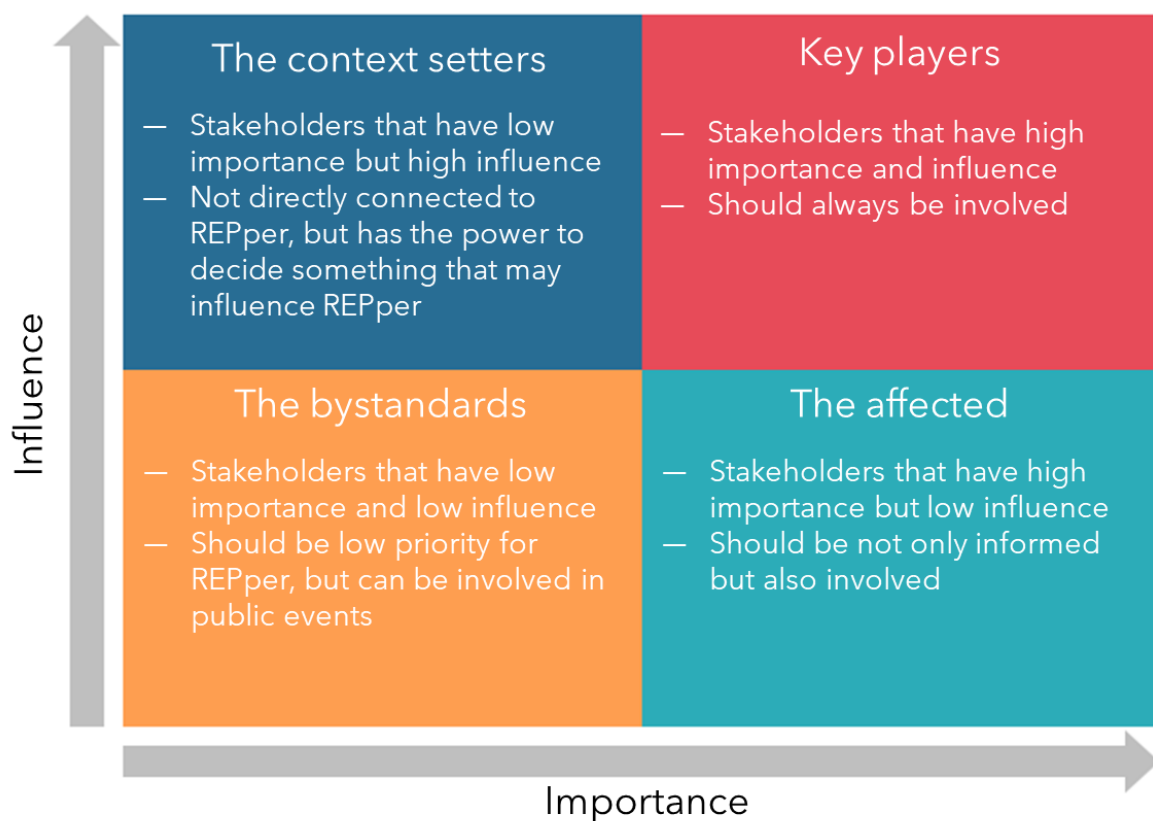 The context setters
— Stakeholders that have low
importance but high influence
— Not directly connected to
REPper, but has the power to
decide something that may
influence REPper
Key players
— Stakeholders that have high
importance and influence
— Should always be involved
Influence
The bystandards
— Stakeholders that have low
importance and low influence
— Should be low priority for
REPper, but can be involved in
public events
The affected
— Stakeholders that have high
importance but low influence
— Should be not only informed
but also involved
Importance